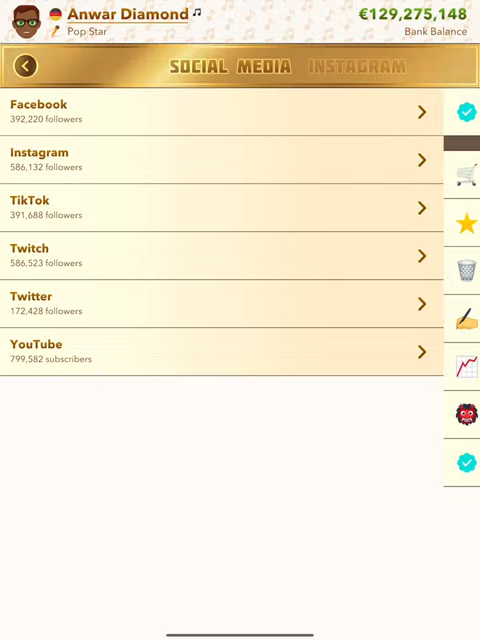 Anwar Diamond
€129,275,148
Pop Star
Bank Balance
SOCIAL MEDIA INSTAGRAM
Facebook
392,220 followers
Instagram
586,132 followers
TikTok
391,688 followers
Twitch
586,523 followers
Twitter
172,428 followers
YouTube
799,582 subscribers